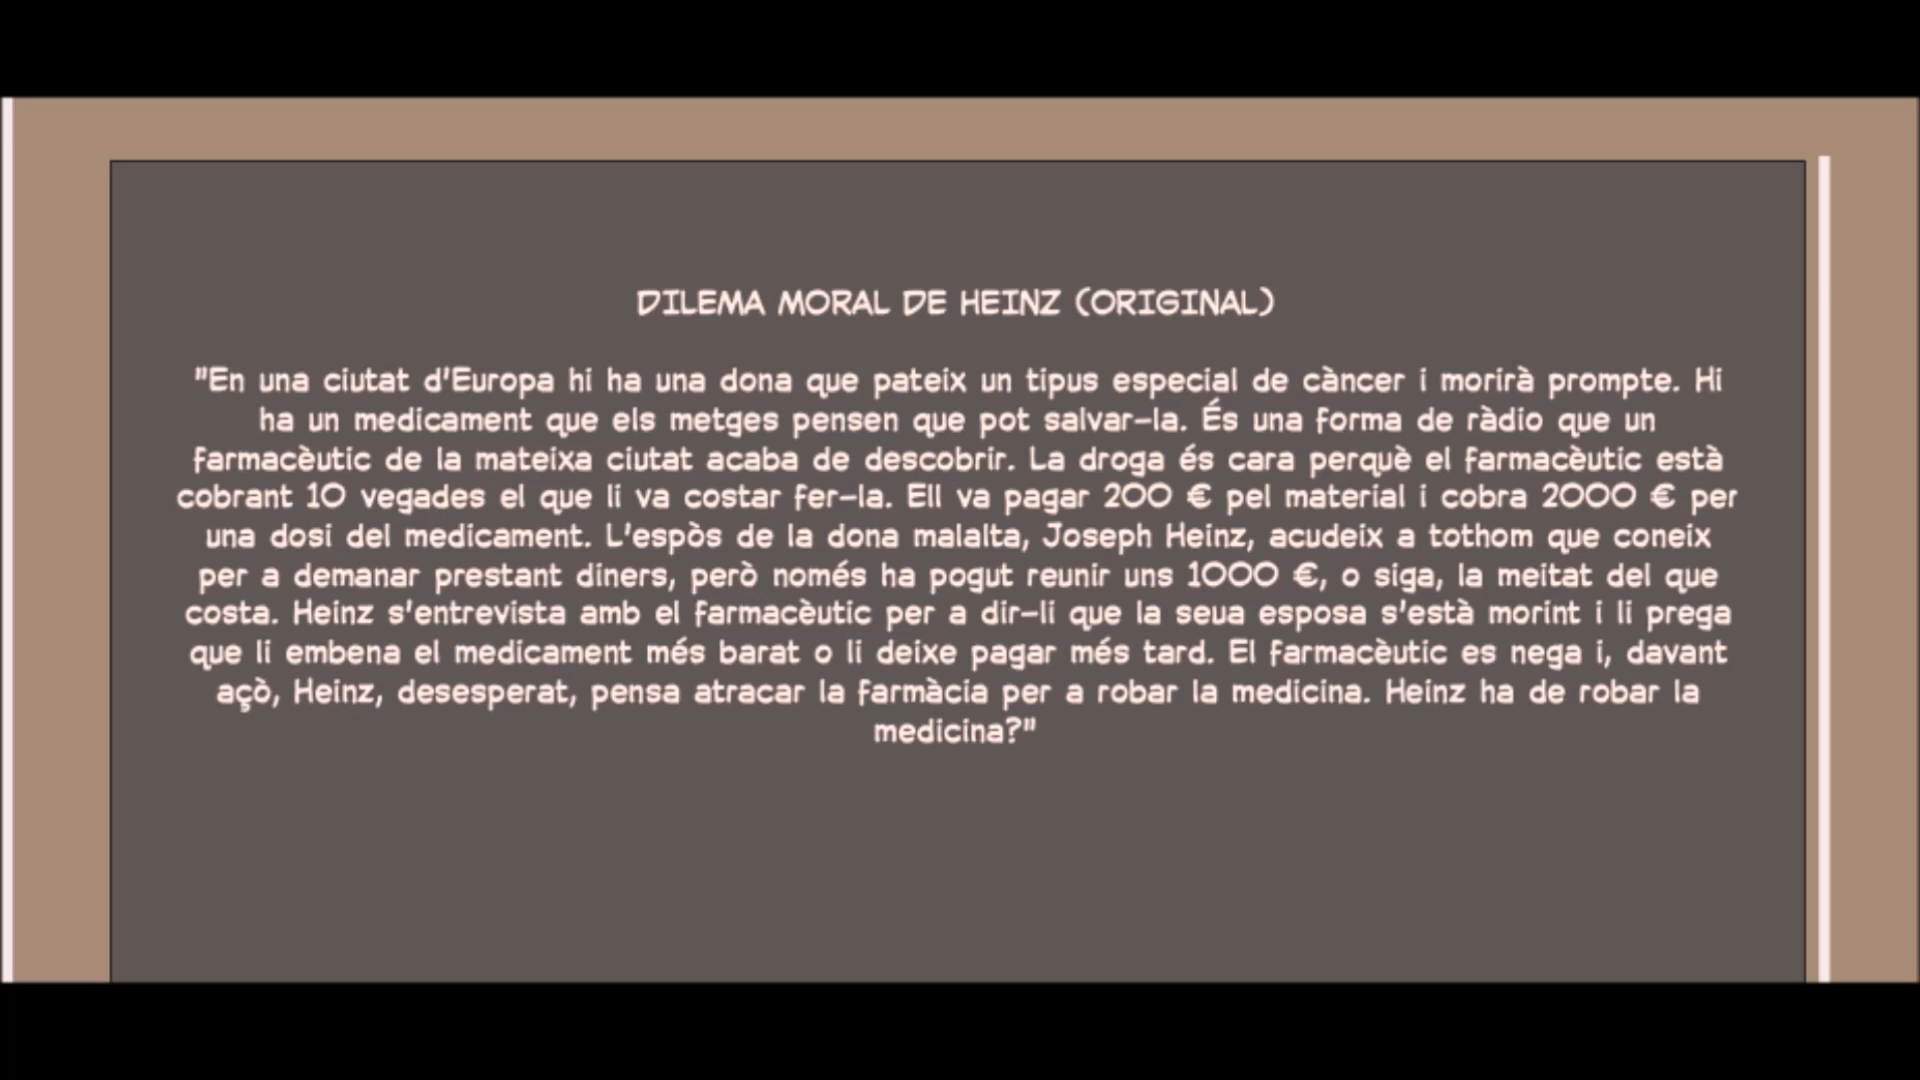 DILEMA MORAL DE HEINZ (ORIGINAL)
"En una ciutat d'Europa hi ha una dona que pateix un tipus especial de càncer i morirà prompte. Hi
ha un medicament que els metges pensen que pot salvar-la. És una forma de ràdio que un
farmacèutic de la mateixa ciutat acaba de descobrir. La droga és cara perquè el farmacèutic està
cobrant 10 vegades el que li va costar fer-la. Ell va pagar 200 € pel material i cobra 2000 € per
una dosi del medicament. L'espòs de la dona malalta, Joseph Heinz, acudeix a tothom que coneix
per a demanar prestant diners, però només ha pogut reunir uns 1000 €, o siga, la meitat del que
costa. Heinz s'entrevista amb el farmacèutic per a dir-li que la seua esposa s'està morint i li prega
que li embena el medicament més barat o li deixe pagar més tard. El farmacèutic es nega i, davant
açò, Heinz, desesperat, pensa atracar la farmàcia per a robar la medicina. Heinz ha de robar la
medicina?"